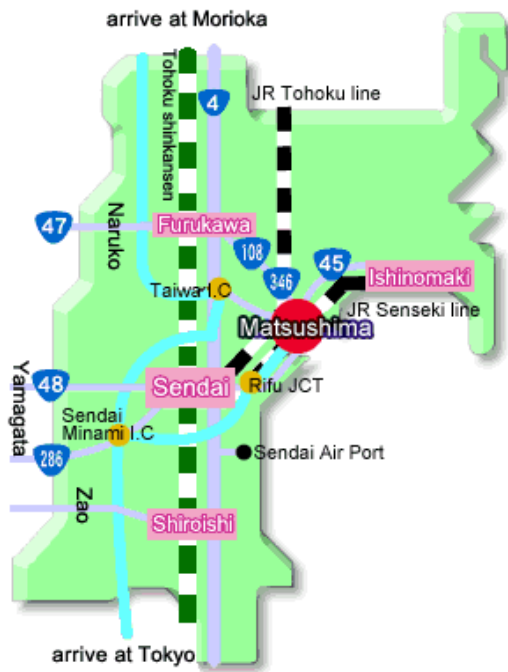 arrive at Morioka
Tohoku shinkansen
4
JR Tohoku line
47
Naruko
Furukawa
108
45
346
Ishinomaki
Taiwa I.C
JR Senseki line
Matsushima
Yamagata
48
Sendai
Rifu JCT
Sendai
Minami I.C
286
Sendai Air Port
Zao
Shiroishi
arrive at Tokyo